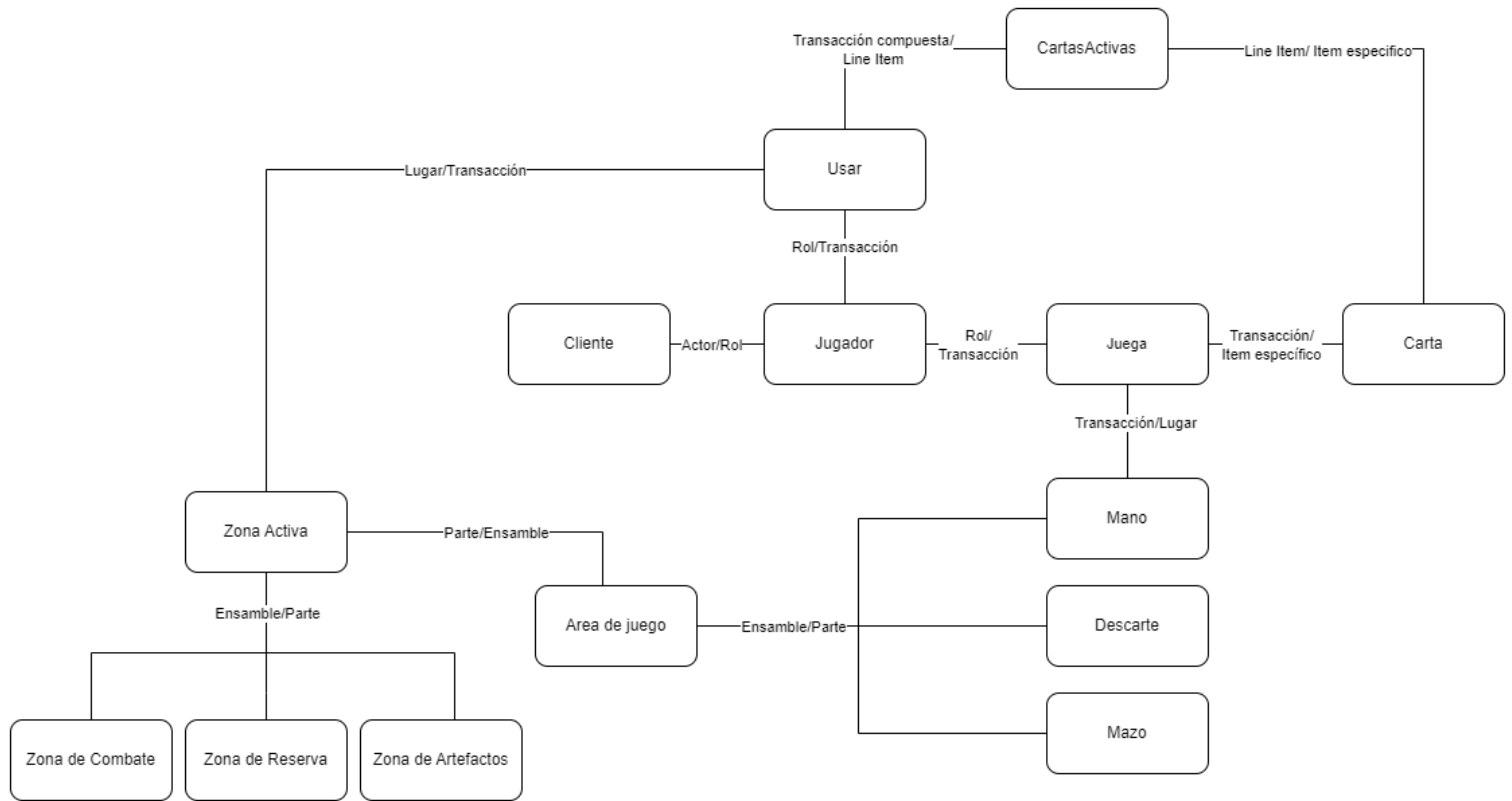 Transacción compuesta/
Line Item
CartasActivas
Line Item/ Item especifico
Usar
Lugar/Transacción
Rol/Transacción
Cliente
Actor/Rol
Jugador
Rol/
Transacción
Juega
Transacción/
Item específico
Carta
Transacción/Lugar
Zona Activa
Parte/Ensamble
Mano
Ensamble/Parte
Area de juego
Ensamble/Parte
Descarte
Mazo
Zona de Combate
Zona de Reserva
Zona de Artefactos